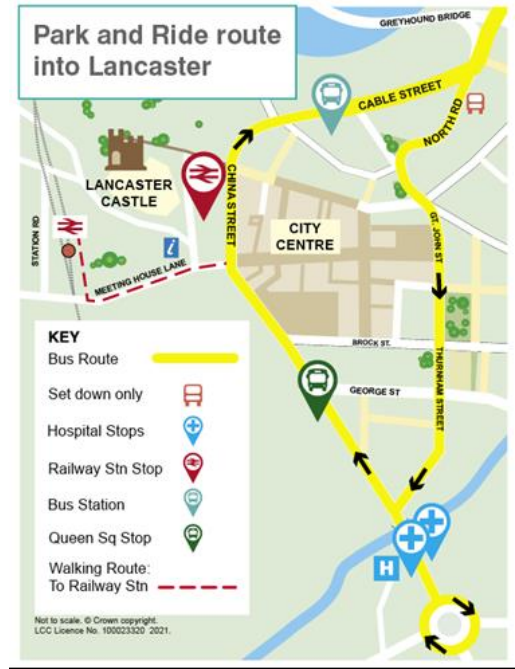 Park and Ride route
into Lancaster
GREYHOUND BRIDGE
CABLE STREET
NORTH RD
LANCASTER
CASTLE
CHINA STREET
CITY
CENTRE
GT. JOHN ST
STATION RD
i
MEETING HOUSE LANE
BROCK ST.
THURNHAM STREET
GEORGE ST
KEY
Bus Route
Set down only
Hospital Stops
Railway Stn Stop
Bus Station
Queen Sq Stop
Walking Route:
To Railway Stn
H
Not to scale. © Crown copyright.
LCC Licence No. 100023320 2021.